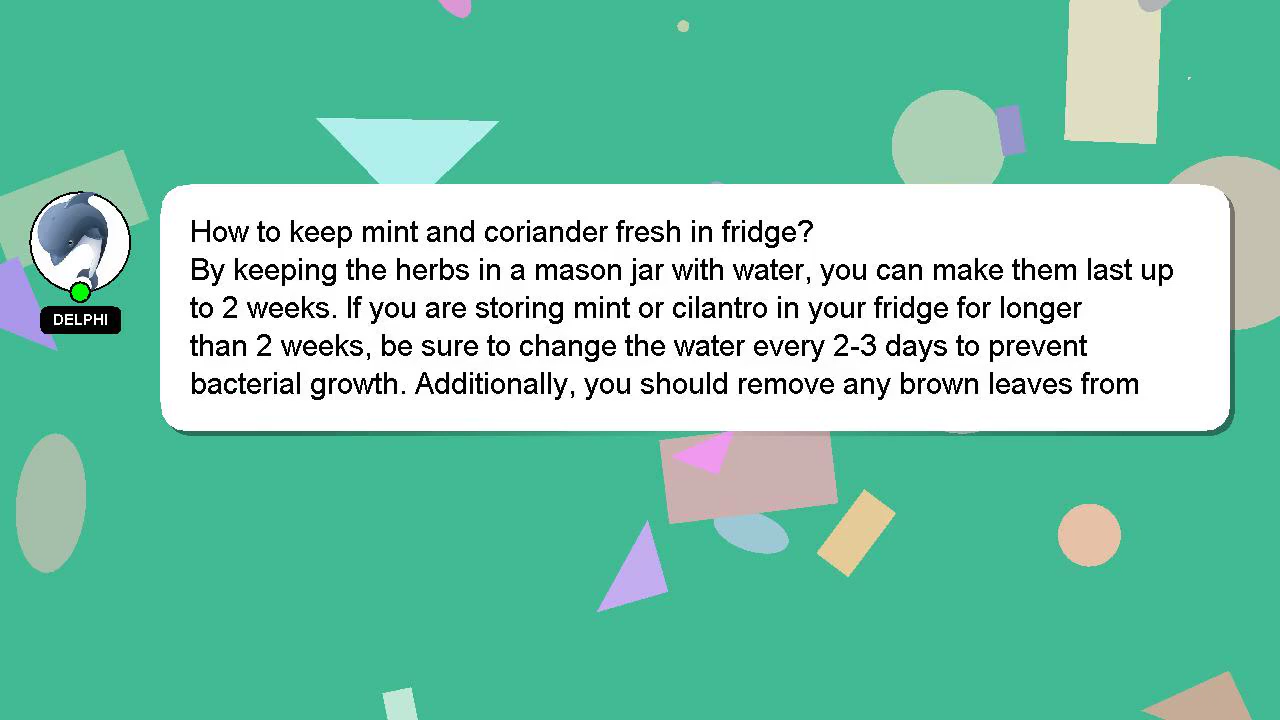 How to keep mint and coriander fresh in fridge?
By keeping the herbs in a mason jar with water, you can make them last up
to 2 weeks. If you are storing mint or cilantro in your fridge for longer
than 2 weeks, be sure to change the water every 2-3 days to prevent
bacterial growth. Additionally, you should remove any brown leaves from
DELPHI